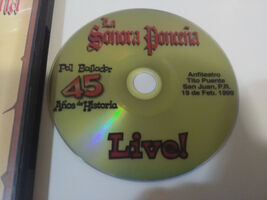 La
Sonora Ponceña
Pal Bailador
45
Años de Historia
Anfiteatro
Tito Puente
San Juan, P.R.
19 de Feb. 1999
Live!